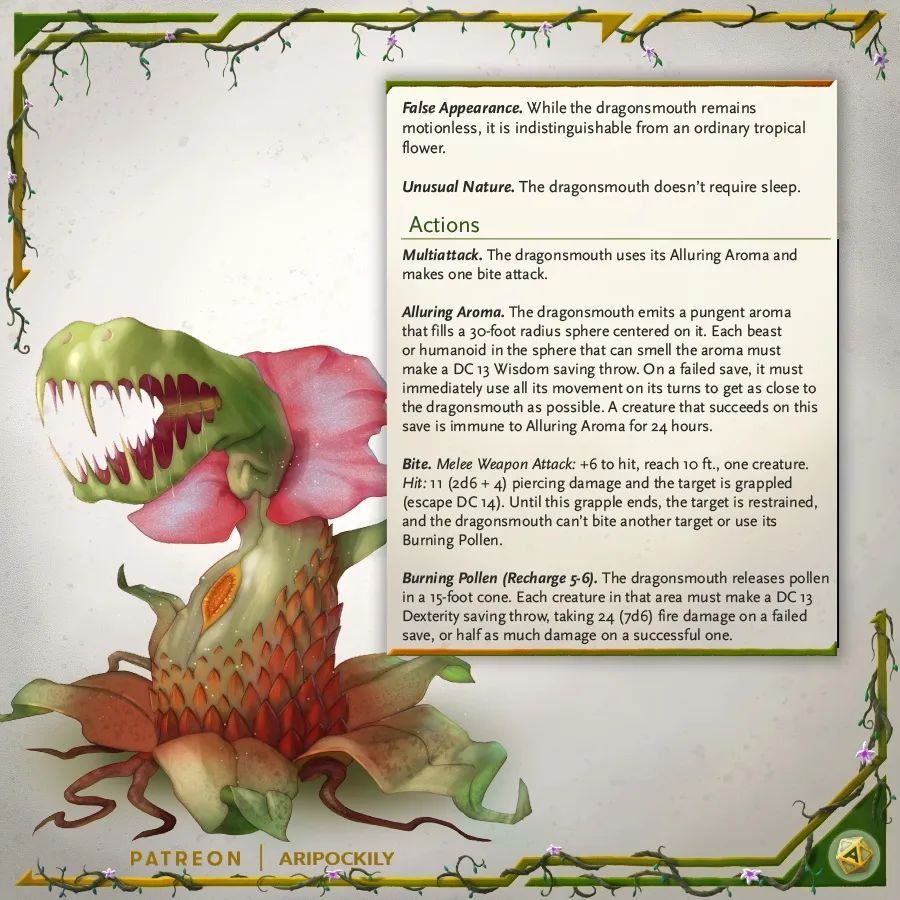 False Appearance. While the dragonsmouth remains
motionless, it is indistinguishable from an ordinary tropical
flower.
Unusual Nature. The dragonsmouth doesn't require sleep.
Actions
Multiattack. The dragonsmouth uses its Alluring Aroma and
makes one bite attack.
Alluring Aroma. The dragonsmouth emits a pungent aroma
that fills a 30-foot radius sphere centered on it. Each beast
or humanoid in the sphere that can smell the aroma must
make a DC 13 Wisdom saving throw. On a failed save, it must
immediately use all its movement on its turns to get as close to
the dragonsmouth as possible. A creature that succeeds on this
save is immune to Alluring Aroma for 24 hours.
Bite. Melee Weapon Attack: +6 to hit, reach 10 ft., one creature.
Hit: 11 (2d6 + 4) piercing damage and the target is grappled
(escape DC 14). Until this grapple ends, the target is restrained,
and the dragonsmouth can't bite another target or use its
Burning Pollen.
Burning Pollen (Recharge 5-6). The dragonsmouth releases pollen
in a 15-foot cone. Each creature in that area must make a DC 13
Dexterity saving throw, taking 24 (7d6) fire damage on a failed
save, or half as much damage on a successful one.
PATREON | ARIPOCKILY
A